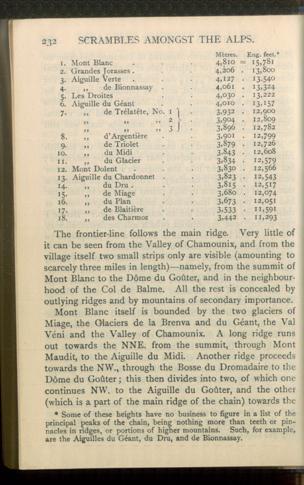 232 SCRAMBLES AMONGST THE ALPS.
Mètres. Eng. feet.*
1. Mont Blanc . . . 4,810 = 15,781
2. Grandes Jorasses . . . 4,206 . 13,800
3. Aiguille Verte . . . 4,127 . 13,540
4. „ de Bionnassay . . 4,061 . 13,324
5. Les Droites . . . 4,030 . 13,222
6. Aiguille du Géant . . 4,010 . 13,157
7. „ de Trélatête, No. 1 } 3,932 . 12,900
„ „ „ 2 } 3,904 . 12,809
„ „ „ 3 } 3,896 . 12,782
8. „ d'Argentière . . 3,901 . 12,799
9. „ de Triolet . . 3,879 . 12,726
10. „ du Midi . . 3,843 . 12,608
11. „ du Glacier . . 3,834 . 12,579
12. Mont Dolent . . . 3,830 . 12,566
13. Aiguille du Chardonnet . . 3,823 . 12,543
14. „ du Dru . . . 3,815 . 12,517
15. „ de Miage . . 3,680 . 12,074
16. „ du Plan . . 3,673 . 12,051
17. „ de Blaitière . . 3,533 . 11,591
18. „ des Charmoz . . 3,442 . 11,293
The frontier-line follows the main ridge. Very little of
it can be seen from the Valley of Chamounix, and from the
village itself two small strips only are visible (amounting to
scarcely three miles in length)—namely, from the summit of
Mont Blanc to the Dôme du Goûter, and in the neighbour-
hood of the Col de Balme. All the rest is concealed by
outlying ridges and by mountains of secondary importance.
Mont Blanc itself is bounded by the two glaciers of
Miage, the Glaciers de la Brenva and du Géant, the Val
Véni and the Valley of Chamounix. A long ridge runs
out towards the NNE. from the summit, through Mont
Maudit, to the Aiguille du Midi. Another ridge proceeds
towards the NW., through the Bosse du Dromadaire to the
Dôme du Goûter; this then divides into two, of which one
continues NW. to the Aiguille du Goûter, and the other
(which is a part of the main ridge of the chain) towards the
* Some of these heights have no business to figure in a list of the
principal peaks of the chain, being nothing more than teeth or pin-
nacles in ridges, or portions of higher mountains. Such, for example,
are the Aiguilles du Géant, du Dru, and de Bionnassay.